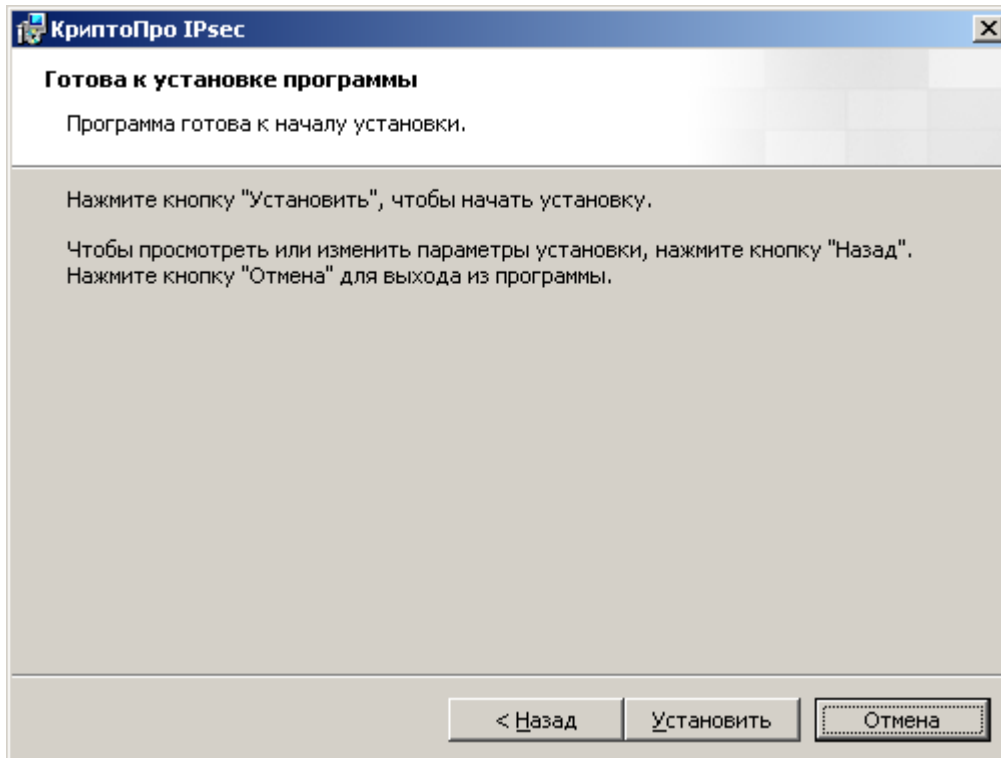 КриптоПро IPsec
Готова к установке программы
Программа готова к началу установки.
Нажмите кнопку "Установить", чтобы начать установку.
Чтобы просмотреть или изменить параметры установки, нажмите кнопку "Назад".
Нажмите кнопку "Отмена" для выхода из программы.
< Назад
Установить
Отмена